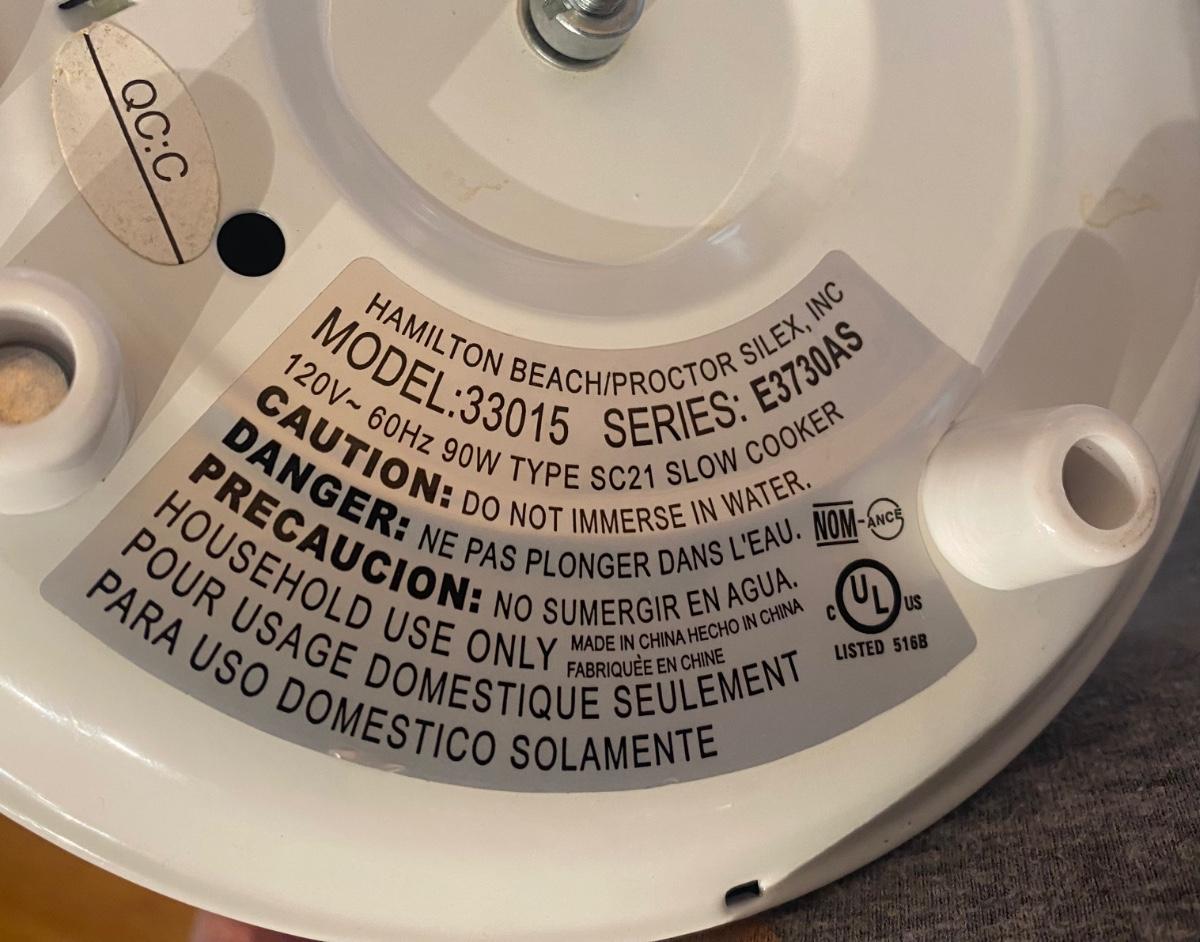 QC:C
HAMILTON BEACH/PROCTOR SILEX, INC
MODEL:33015 SERIES: E3730AS
120V~ 60Hz 90W TYPE SC21 SLOW COOKER
CAUTION: DO NOT IMMERSE IN WATER.
DANGER: NE PAS PLONGER DANS L'EAU.
PRECAUCION: NO SUMERGIR EN AGUA.
HOUSEHOLD USE ONLY MADE IN CHINA HECHO IN CHINA
FABRIQUÈE EN CHINE
POUR USAGE DOMESTIQUE SEULEMENT
PARA USO DOMESTICO SOLAMENTE
NOM-ANCE
c UL US
LISTED 516B